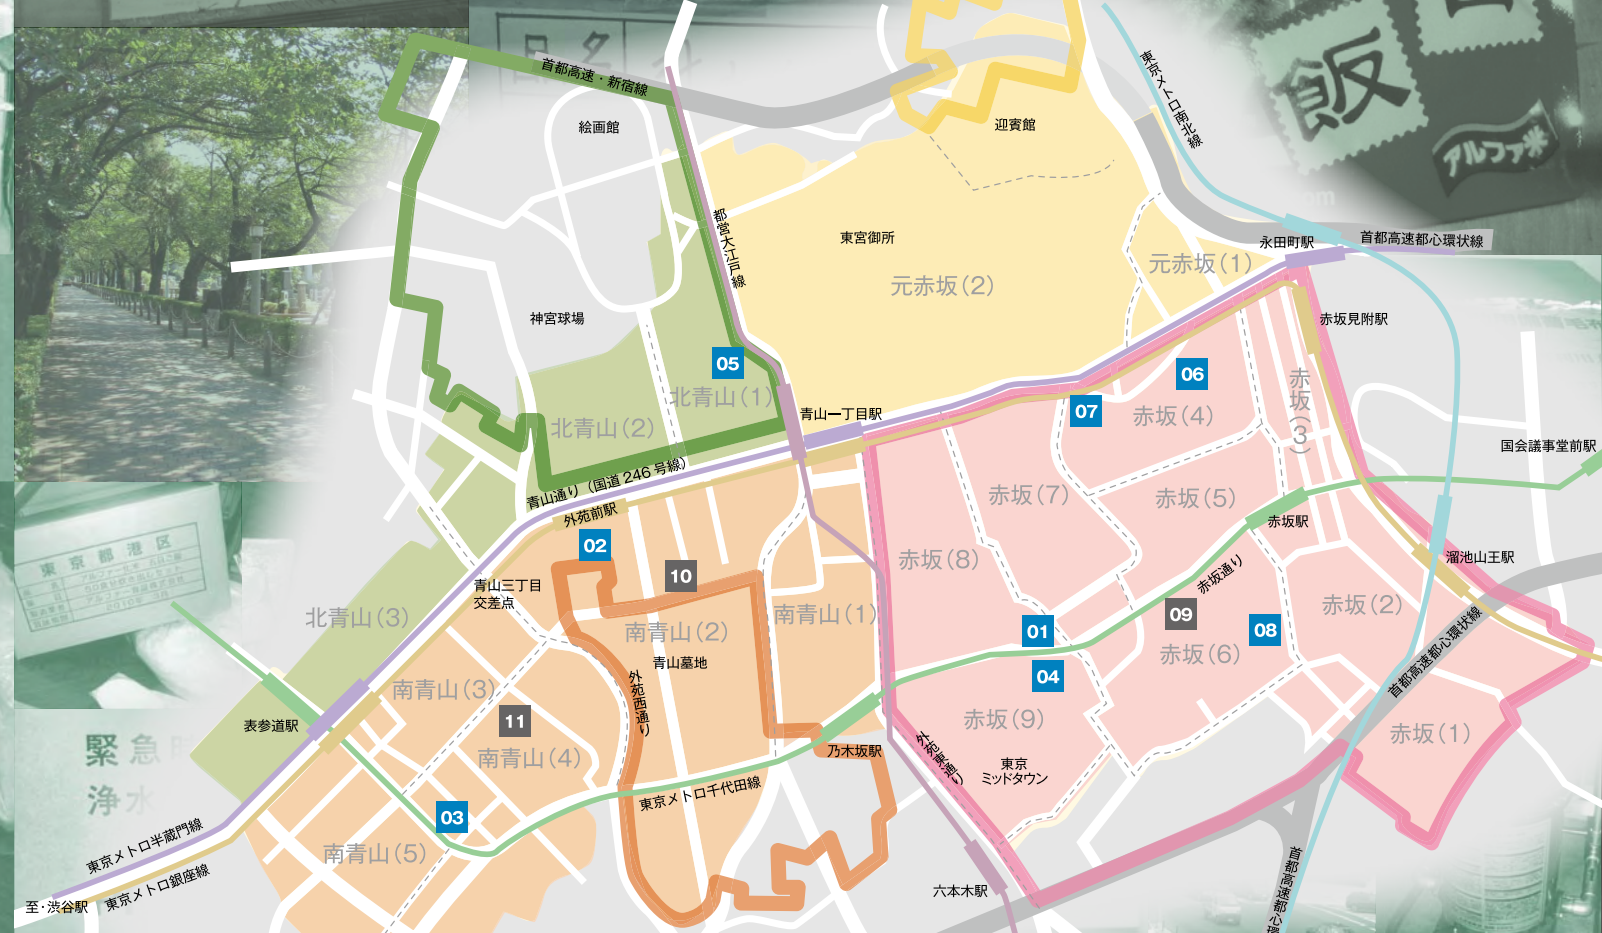 首都高速・新宿線
絵画館
迎賓館
東京メトロ南北線
飯
アルファ米
都営大江戸線
東宮御所
元赤坂(2)
元赤坂(1)
永田町駅
首都高速都心環状線
神宮球場
赤坂見附駅
05
北青山(1)
北青山(2)
青山一丁目駅
06
07
赤坂(4)
赤坂(3)
国会議事堂前駅
青山通り（国道246号線）
外苑前駅
02
赤坂(7)
赤坂(5)
赤坂駅
東京都港区
10
赤坂(8)
赤坂通り
溜池山王駅
青山三丁目
交差点
北青山(3)
南青山(2)
南青山(1)
青山墓地
01
09
08
赤坂(2)
赤坂(6)
04
首都高速都心環状線
南青山(3)
外苑西通り
11
表参道駅
赤坂(9)
赤坂(1)
南青山(4)
乃木坂駅
外苑東通り
東京
ミッドタウン
緊急
浄水
東京メトロ千代田線
03
東京メトロ半蔵門線
南青山(5)
東京メトロ銀座線
至・渋谷駅
六本木駅
首都高速都心環